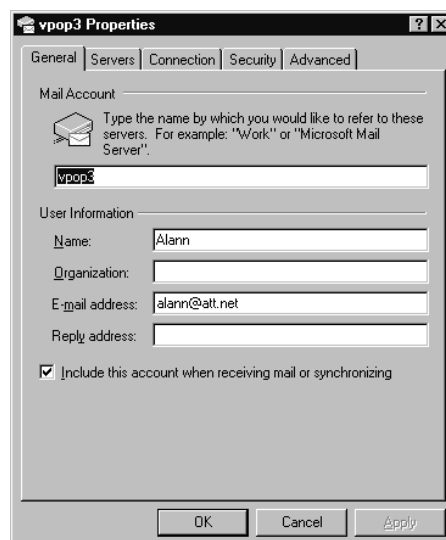 vpop3 Properties
General Servers Connection Security Advanced
Mail Account
Type the name by which you would like to refer to these
servers. For example: "Work" or "Microsoft Mail
Server".
vpop3
User Information
Name: Alann
Organization:
E-mail address: alann@att.net
Reply address:
Include this account when receiving mail or synchronizing
OK Cancel Apply